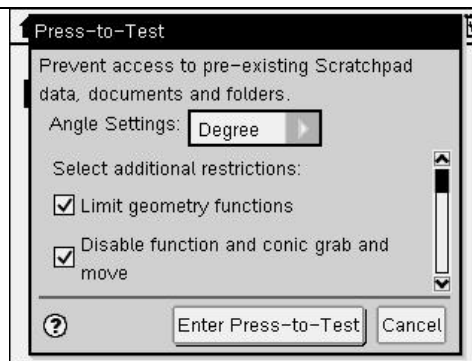 Press-to-Test
Prevent access to pre-existing Scratchpad
data, documents and folders.
Angle Settings: Degree
Select additional restrictions:
Limit geometry functions
Disable function and conic grab and
move
Enter Press-to-Test Cancel